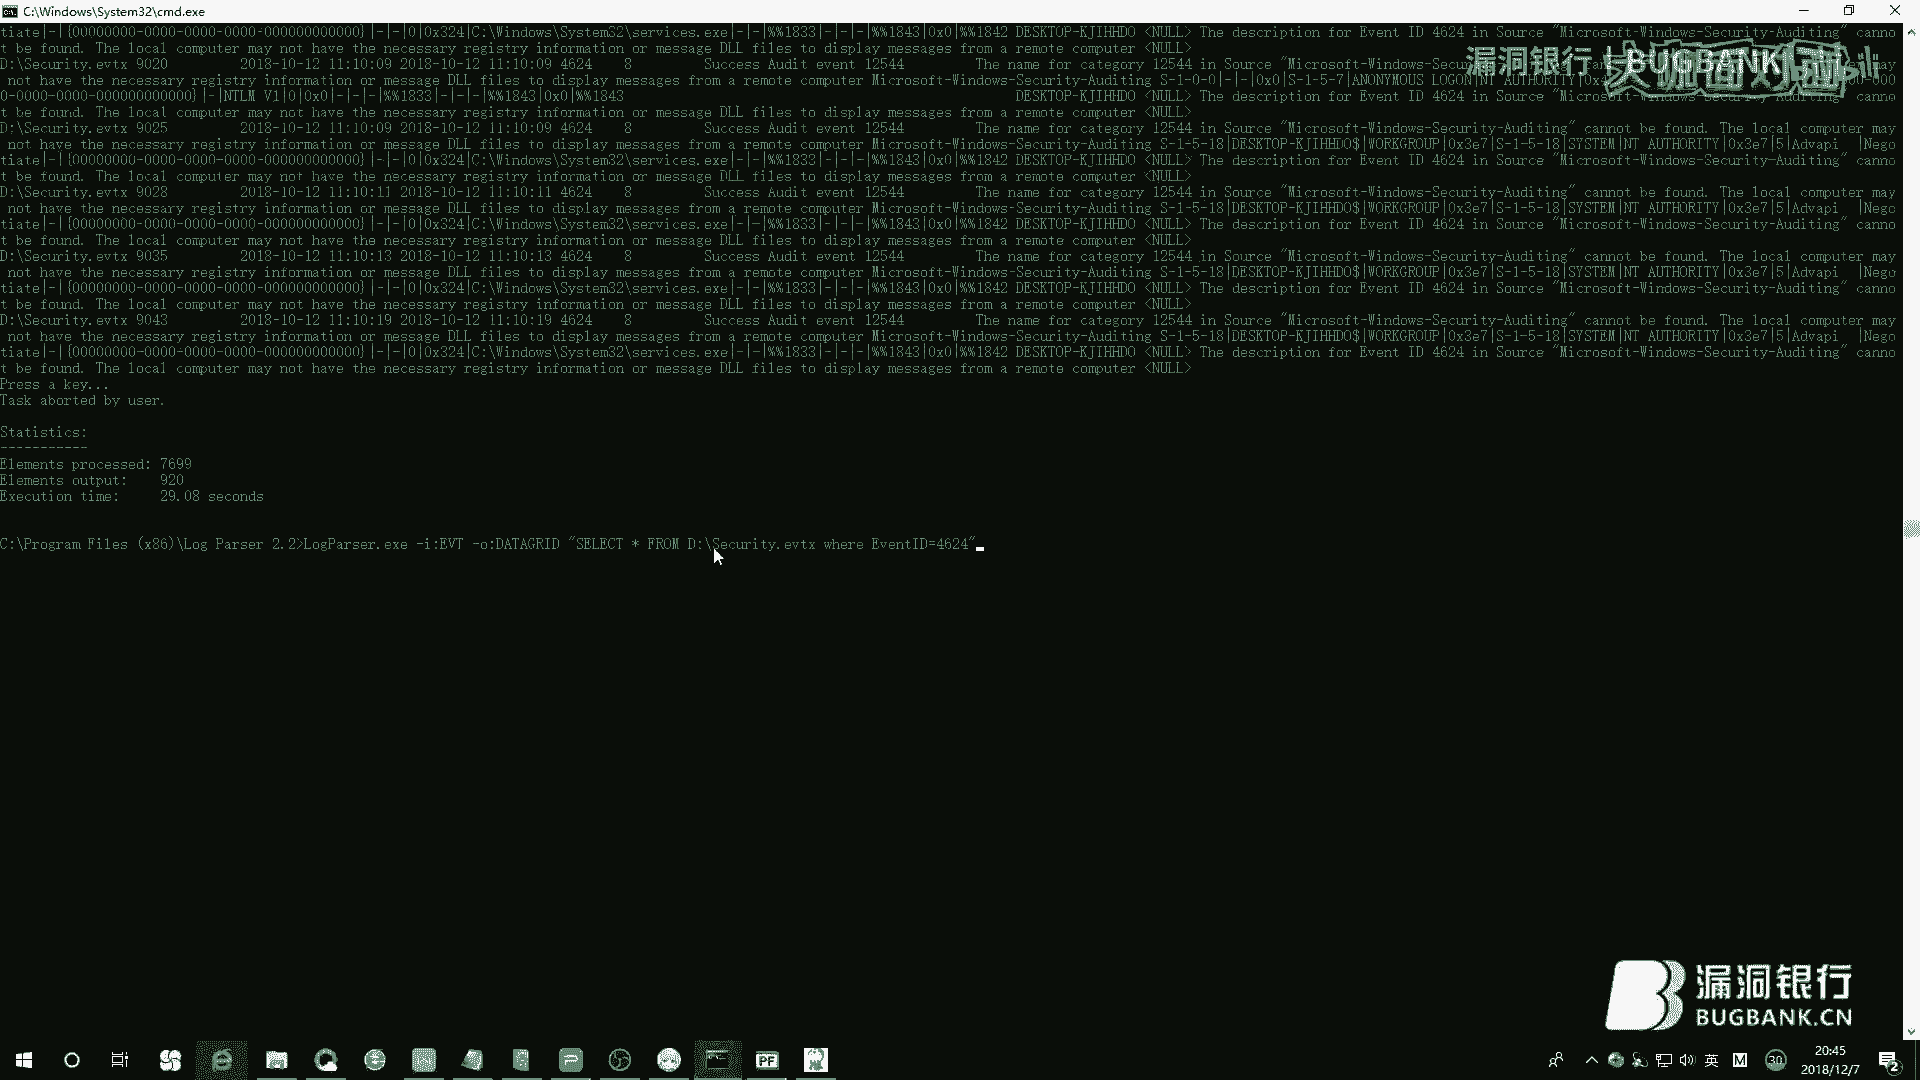 C:\Windows\System32\cmd.exe
tiate|-|{00000000-0000-0000-0000-000000000000}|-|-|0|0x324|C:\Windows\System32\services.exe|-|-|%%1833|-|-|-|%%1843|0x0|%%1842 DESKTOP-KJIHHDO <NULL> The description for Event ID 4624 in Source "Microsoft-Windows-Security-Auditing" canno
t be found. The local computer may not have the necessary registry information or message DLL files to display messages from a remote computer <NULL>
D:\Security.evtx 9020 2018-10-12 11:10:09 2018-10-12 11:10:09 4624 8 Success Audit event 12544 The name for category 12544 in Source "Microsoft-Windows-Secu may
not have the necessary registry information or message DLL files to display messages from a remote computer Microsoft-Windows-Security-Auditing S-1-0-0|-|-|0x0|S-1-5-7|ANONYMOUS LOGON|NT AUTHORITY|
0-0000-0000-0000-000000000000}|-|NTLM V1|0|0x0|-|-|-|%%1833|-|-|-|%%1843|0x0|%%1843 DESKTOP-KJIHHDO <NULL> The description for Event ID 4624 in Source "Microsoft-Windows-Security-Auditing" canno
t be found. The local computer may not have the necessary registry information or message DLL files to display messages from a remote computer <NULL>
D:\Security.evtx 9025 2018-10-12 11:10:09 2018-10-12 11:10:09 4624 8 Success Audit event 12544 The name for category 12544 in Source "Microsoft-Windows-Security-Auditing" cannot be found. The local computer may
not have the necessary registry information or message DLL files to display messages from a remote computer Microsoft-Windows-Security-Auditing S-1-5-18|DESKTOP-KJIHHDO$|WORKGROUP|0x3e7|S-1-5-18|SYSTEM|NT AUTHORITY|0x3e7|5|Advapi |Nego
tiate|-|{00000000-0000-0000-0000-000000000000}|-|-|0|0x324|C:\Windows\System32\services.exe|-|-|%%1833|-|-|-|%%1843|0x0|%%1842 DESKTOP-KJIHHDO <NULL> The description for Event ID 4624 in Source "Microsoft-Windows-Security-Auditing" canno
t be found. The local computer may not have the necessary registry information or message DLL files to display messages from a remote computer <NULL>
D:\Security.evtx 9028 2018-10-12 11:10:11 2018-10-12 11:10:11 4624 8 Success Audit event 12544 The name for category 12544 in Source "Microsoft-Windows-Security-Auditing" cannot be found. The local computer may
not have the necessary registry information or message DLL files to display messages from a remote computer Microsoft-Windows-Security-Auditing S-1-5-18|DESKTOP-KJIHHDO$|WORKGROUP|0x3e7|S-1-5-18|SYSTEM|NT AUTHORITY|0x3e7|5|Advapi |Nego
tiate|-|{00000000-0000-0000-0000-000000000000}|-|-|0|0x324|C:\Windows\System32\services.exe|-|-|%%1833|-|-|-|%%1843|0x0|%%1842 DESKTOP-KJIHHDO <NULL> The description for Event ID 4624 in Source "Microsoft-Windows-Security-Auditing" canno
t be found. The local computer may not have the necessary registry information or message DLL files to display messages from a remote computer <NULL>
D:\Security.evtx 9035 2018-10-12 11:10:13 2018-10-12 11:10:13 4624 8 Success Audit event 12544 The name for category 12544 in Source "Microsoft-Windows-Security-Auditing" cannot be found. The local computer may
not have the necessary registry information or message DLL files to display messages from a remote computer Microsoft-Windows-Security-Auditing S-1-5-18|DESKTOP-KJIHHDO$|WORKGROUP|0x3e7|S-1-5-18|SYSTEM|NT AUTHORITY|0x3e7|5|Advapi |Nego
tiate|-|{00000000-0000-0000-0000-000000000000}|-|-|0|0x324|C:\Windows\System32\services.exe|-|-|%%1833|-|-|-|%%1843|0x0|%%1842 DESKTOP-KJIHHDO <NULL> The description for Event ID 4624 in Source "Microsoft-Windows-Security-Auditing" canno
t be found. The local computer may not have the necessary registry information or message DLL files to display messages from a remote computer <NULL>
D:\Security.evtx 9043 2018-10-12 11:10:19 2018-10-12 11:10:19 4624 8 Success Audit event 12544 The name for category 12544 in Source "Microsoft-Windows-Security-Auditing" cannot be found. The local computer may
not have the necessary registry information or message DLL files to display messages from a remote computer Microsoft-Windows-Security-Auditing S-1-5-18|DESKTOP-KJIHHDO$|WORKGROUP|0x3e7|S-1-5-18|SYSTEM|NT AUTHORITY|0x3e7|5|Advapi |Nego
tiate|-|{00000000-0000-0000-0000-000000000000}|-|-|0|0x324|C:\Windows\System32\services.exe|-|-|%%1833|-|-|-|%%1843|0x0|%%1842 DESKTOP-KJIHHDO <NULL> The description for Event ID 4624 in Source "Microsoft-Windows-Security-Auditing" canno
t be found. The local computer may not have the necessary registry information or message DLL files to display messages from a remote computer <NULL>
Press a key...
Task aborted by user.
Statistics:
-----------
Elements processed: 7699
Elements output: 920
Execution time: 29.08 seconds
C:\Program Files (x86)\Log Parser 2.2>LogParser.exe -i:EVT -o:DATAGRID "SELECT * FROM D:\Security.evtx where EventID=4624"
漏洞银行 | BUGBANK
漏洞银行
BUGBANK.CN
PF
英
M
30
20:45
2018/12/7
2